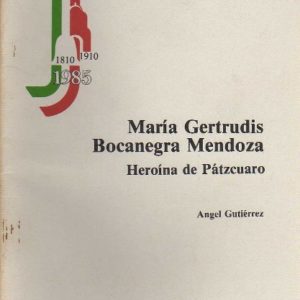 1810 1910
1985
María Gertrudis
Bocanegra Mendoza
Heroína de Pátzcuaro
Angel Gutiérrez